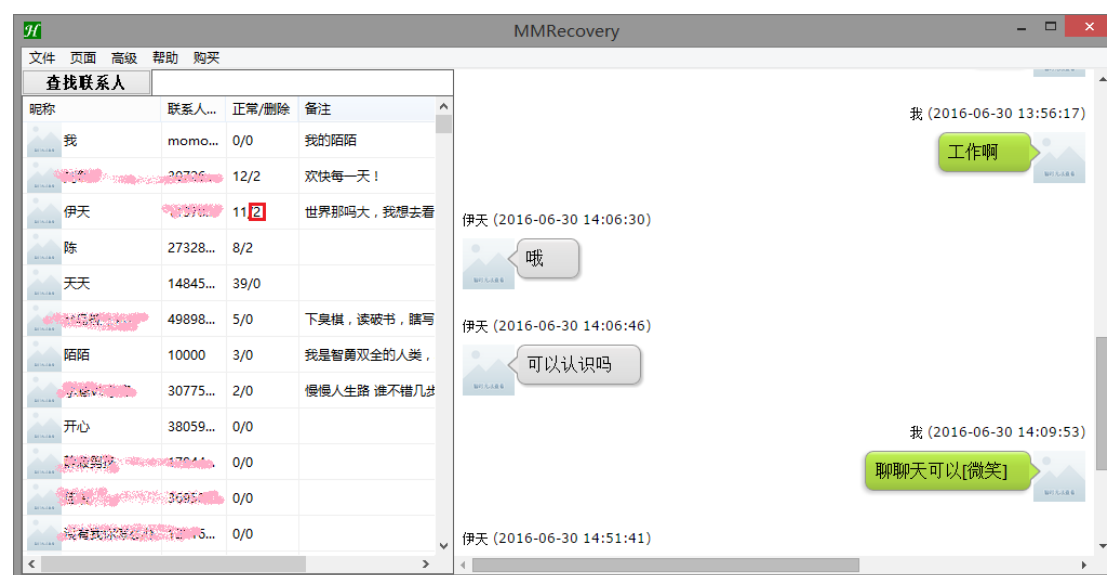 MMRecovery
文件 页面 高级 帮助 购买
查找联系人
昵称 联系人... 正常/删除 备注
我 momo... 0/0 我的陌陌
12/2 欢快每一天！
伊天 11/2 世界那吗大，我想去看
陈 27328... 8/2
天天 14845... 39/0
49898... 5/0 下臭棋，读破书，瞎写
陌陌 10000 3/0 我是智勇双全的人类，
30775... 2/0 慢慢人生路 谁不错几步
开心 38059... 0/0
0/0
0/0
0/0
我 (2016-06-30 13:56:17)
工作啊
伊天 (2016-06-30 14:06:30)
哦
伊天 (2016-06-30 14:06:46)
可以认识吗
我 (2016-06-30 14:09:53)
聊聊天可以[微笑]
伊天 (2016-06-30 14:51:41)